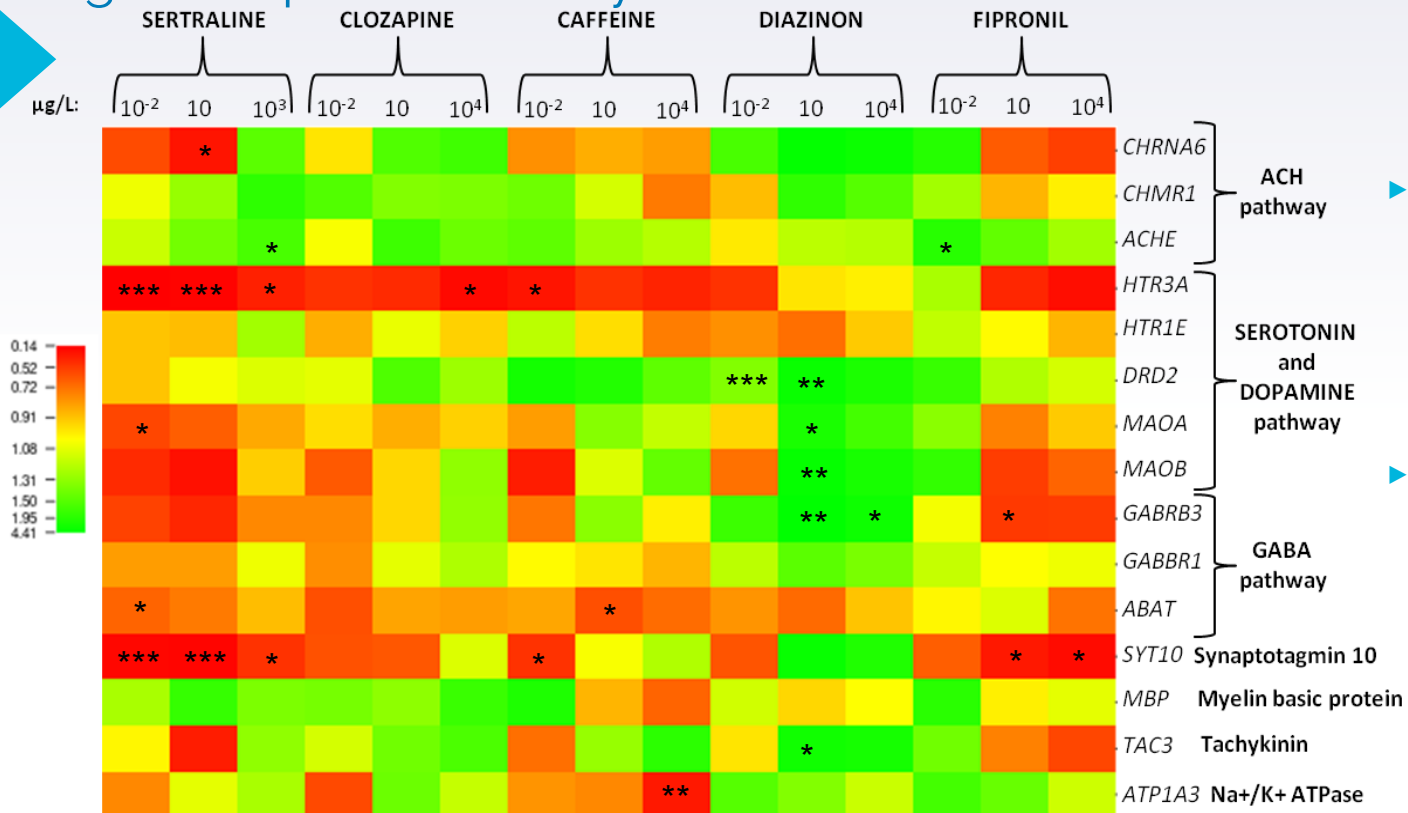 SERTRALINE CLOZAPINE CAFFEINE DIAZINON FIPRONIL
µg/L: 10-2 10 10³ 10-2 10 10⁴ 10-2 10 10⁴ 10-2 10 10⁴ 10-2 10 10⁴
* CHRNA6
CHMR1
ACH
pathway
* * ACHE
*** *** * * * HTR3A
HTR1E
SEROTONIN
and
DOPAMINE
pathway
*** ** DRD2
* * MAOA
** MAOB
** * * GABRB3
GABBR1
GABA
pathway
* * ABAT
*** *** * * * * SYT10 Synaptotagmin 10
MBP Myelin basic protein
* TAC3 Tachykinin
** ATP1A3 Na+/K+ ATPase
0.14
0.52
0.72
0.91
1.08
1.31
1.50
1.95
4.41